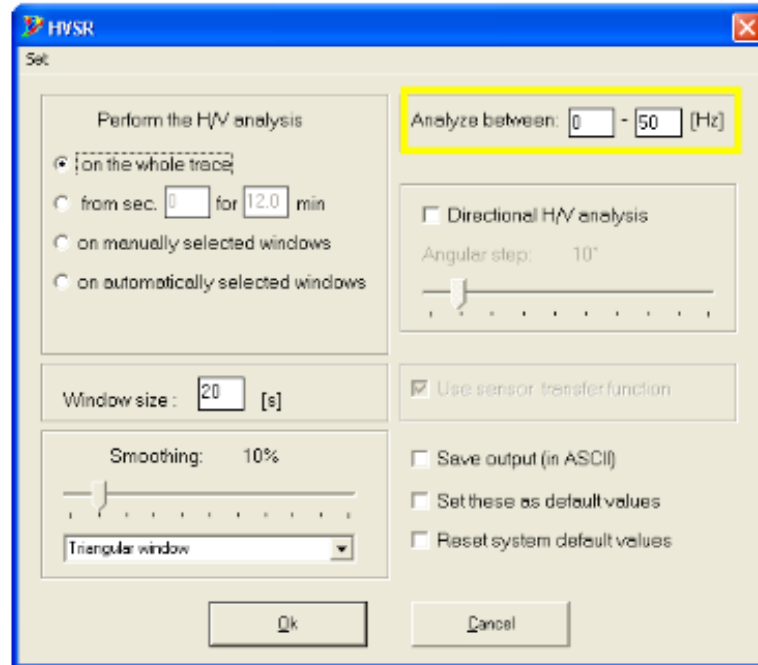 HVSR
Set
Perform the H/V analysis
on the whole trace
from sec. 0 for 12.0 min
on manually selected windows
on automatically selected windows
Window size : 20 [s]
Smoothing: 10%
Triangular window
Analyze between: 0 - 50 [Hz]
Directional H/V analysis
Angular step: 10°
Use sensor transfer function
Save output (in ASCII)
Set these as default values
Reset system default values
Ok
Cancel